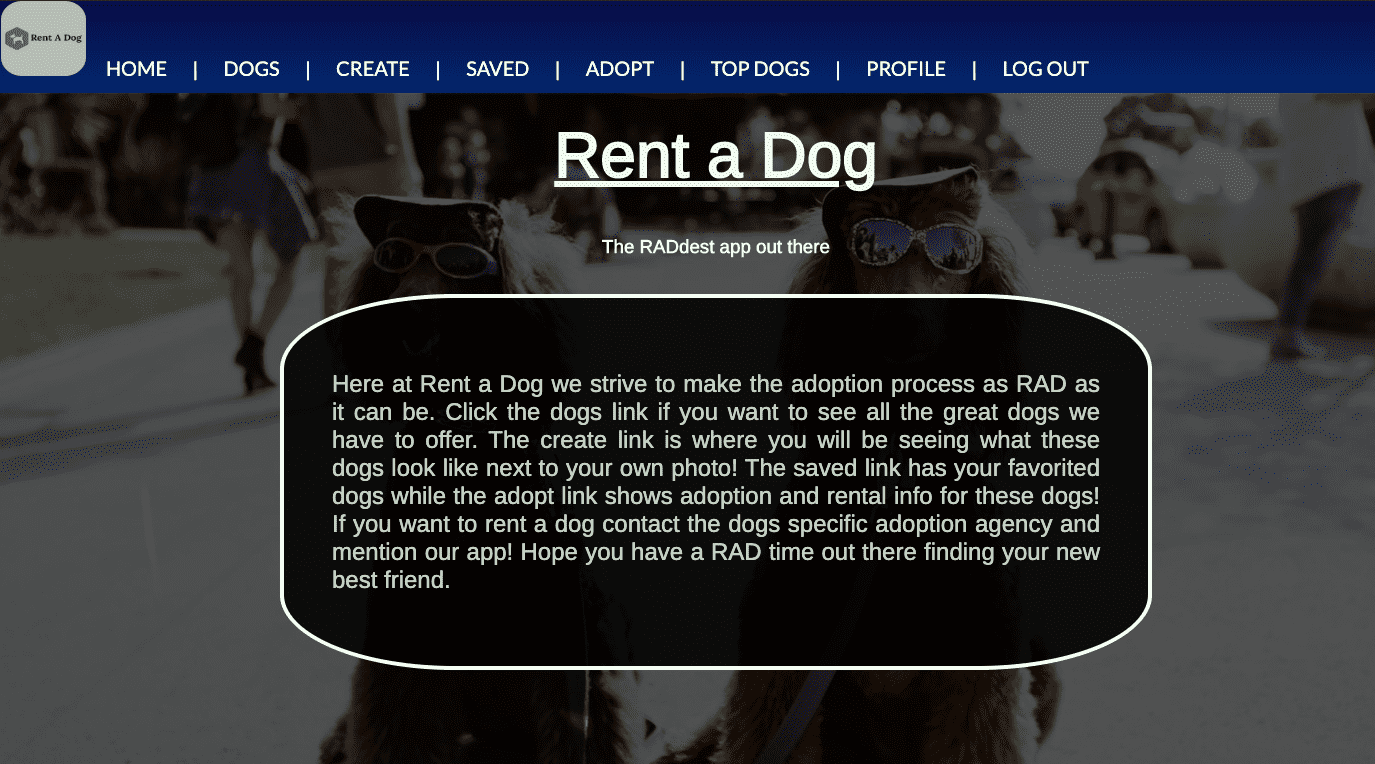 Rent A Dog
HOME | DOGS | CREATE | SAVED | ADOPT | TOP DOGS | PROFILE | LOG OUT
Rent a Dog
The RADdest app out there
Here at Rent a Dog we strive to make the adoption process as RAD as
it can be. Click the dogs link if you want to see all the great dogs we
have to offer. The create link is where you will be seeing what these
dogs look like next to your own photo! The saved link has your favorited
dogs while the adopt link shows adoption and rental info for these dogs!
If you want to rent a dog contact the dogs specific adoption agency and
mention our app! Hope you have a RAD time out there finding your new
best friend.